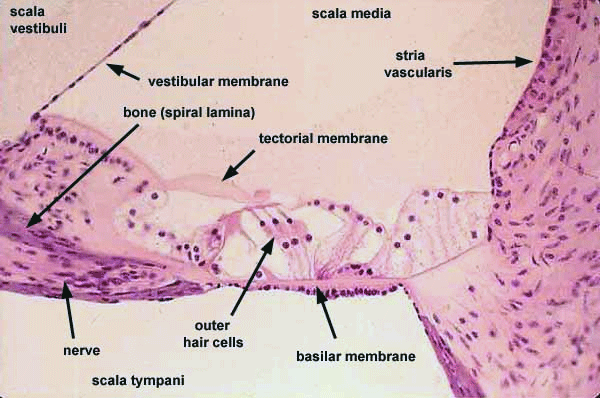 scala
vestibuli
scala media
stria
vascularis
vestibular membrane
bone (spiral lamina)
tectorial membrane
outer
hair cells
nerve
basilar membrane
scala tympani